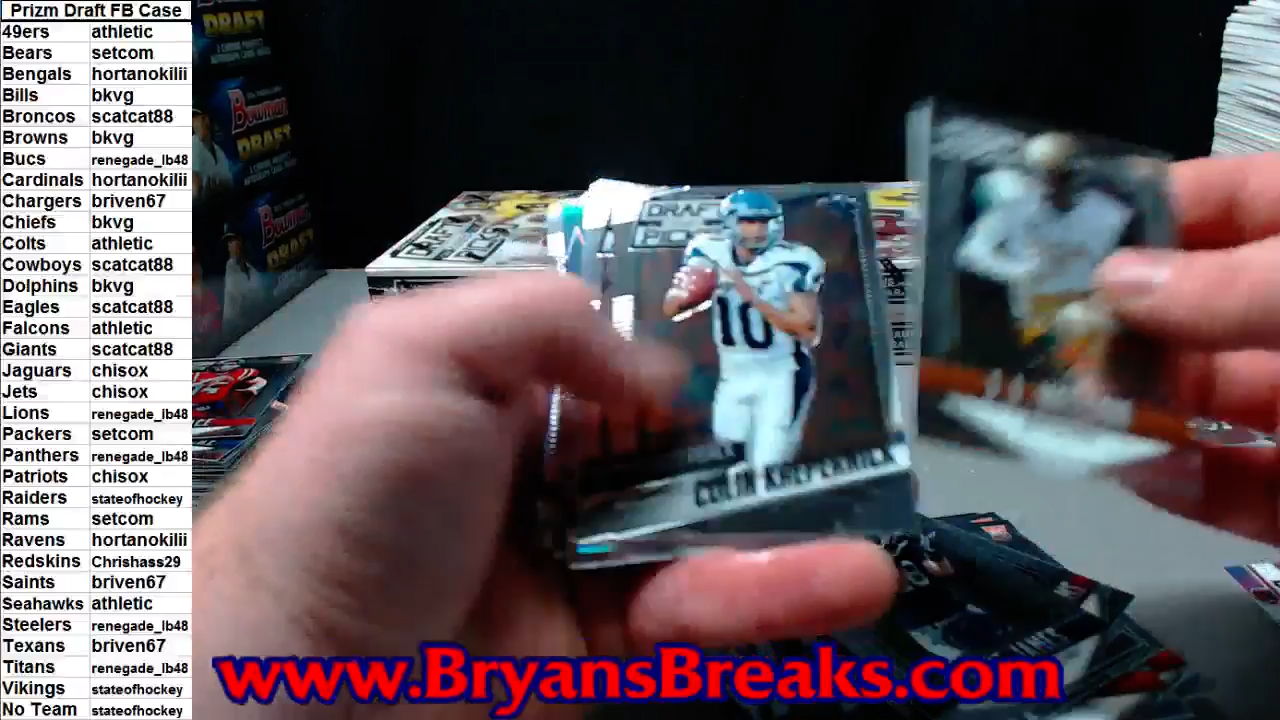 Prizm Draft FB Case
49ers athletic
Bears setcom
Bengals hortanokilii
Bills bkvg
Broncos scatcat88
Browns bkvg
Bucs renegade_lb48
Cardinals hortanokilii
Chargers briven67
Chiefs bkvg
Colts athletic
Cowboys scatcat88
Dolphins bkvg
Eagles scatcat88
Falcons athletic
Giants scatcat88
Jaguars chisox
Jets chisox
Lions renegade_lb48
Packers setcom
Panthers renegade_lb48
Patriots chisox
Raiders stateofhockey
Rams setcom
Ravens hortanokilii
Redskins Chrishass29
Saints briven67
Seahawks athletic
Steelers renegade_lb48
Texans briven67
Titans renegade_lb48
Vikings stateofhockey
No Team stateofhockey
DRAFT
Bowman
DRAFT
Bowman
DRAFT
DRAFT
PICKS
10
COLIN KAEPERNICK
www.BryansBreaks.com